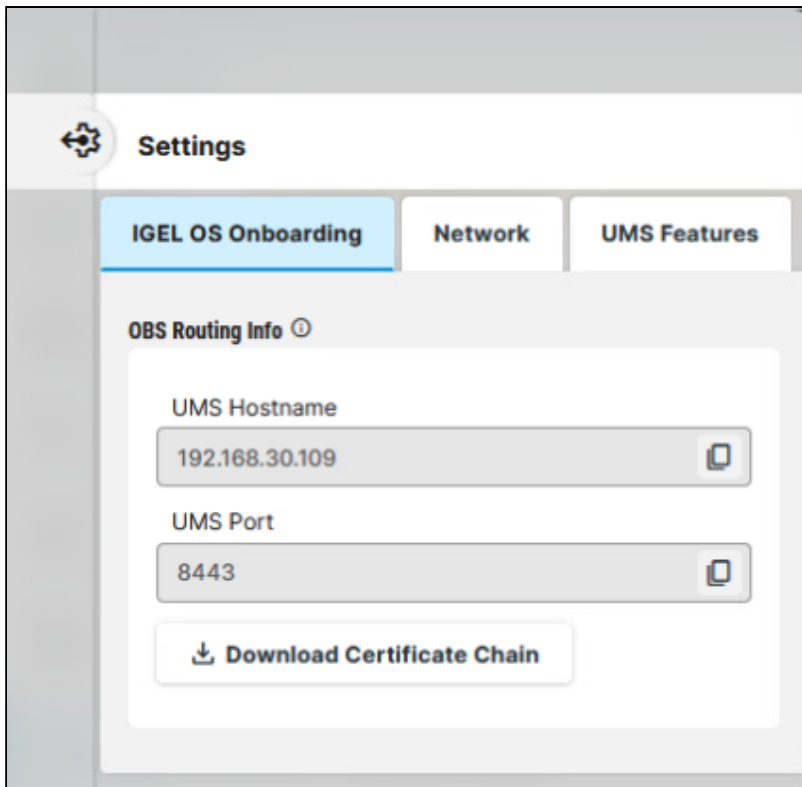 Settings
IGEL OS Onboarding Network UMS Features
OBS Routing Info
UMS Hostname
192.168.30.109
UMS Port
8443
Download Certificate Chain